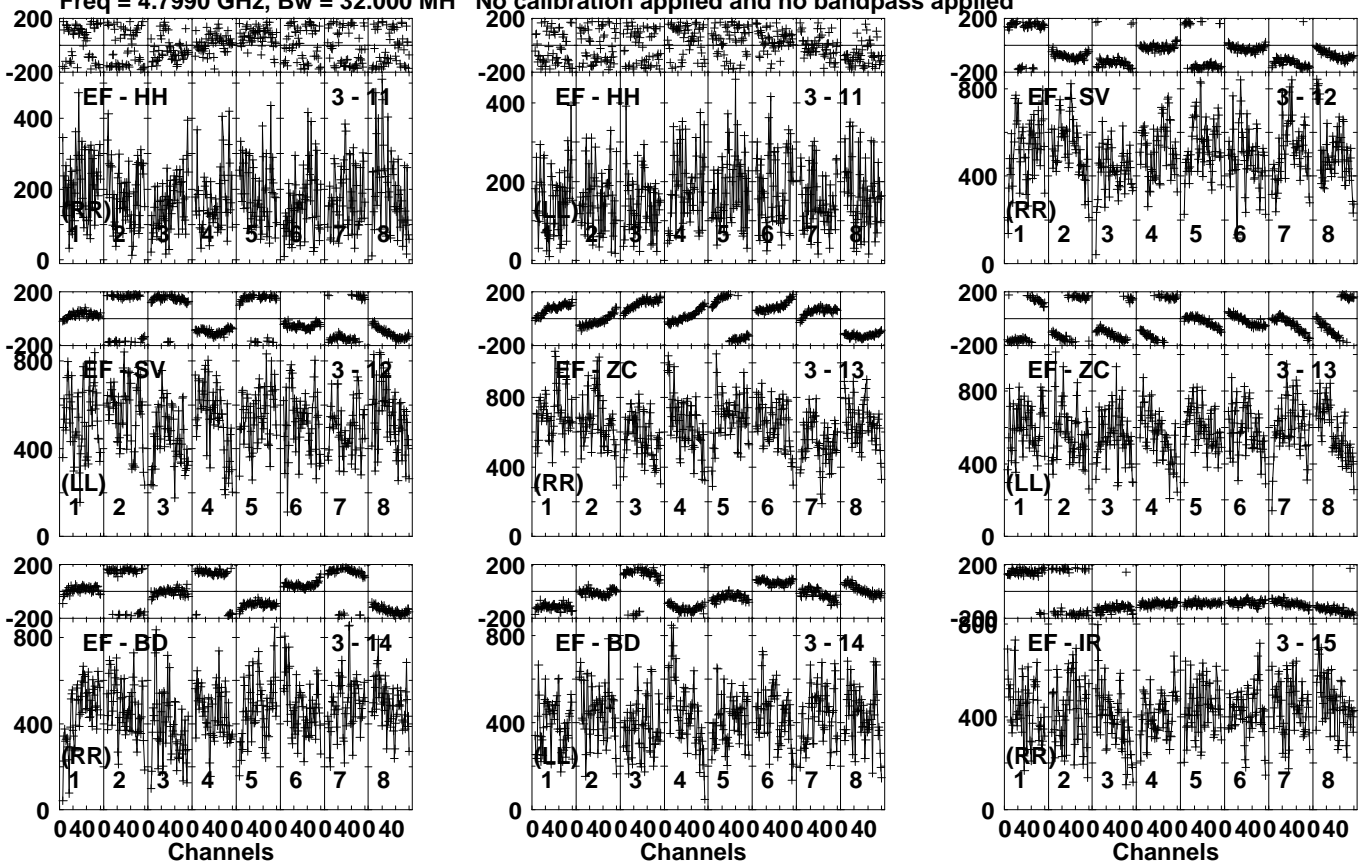 Freq = 4.7990 GHz, Bw = 32.000 MH No calibration applied and no bandpass applied
200
-200
EF - HH 3 - 11
400
200
(RR)
1 2 3 4 5 6 7 8
0
EF - HH 3 - 11
400
200
(LL)
1 2 3 4 5 6 7 8
0
200
-200
800
EF - SV 3 - 12
400
(RR)
1 2 3 4 5 6 7 8
0
200
-200
800
EF - SV 3 - 12
400
(LL)
1 2 3 4 5 6 7 8
0
200
-200
EF - ZC 3 - 13
800
400
(RR)
1 2 3 4 5 6 7 8
0
200
-200
EF - ZC 3 - 13
800
400
(LL)
1 2 3 4 5 6 7 8
0
200
-200
800
EF - BD 3 - 14
400
(RR)
1 2 3 4 5 6 7 8
0
0 40 0 40 0 40 0 40 0 40 0 40 0 40 0 40
Channels
200
-200
800
EF - BD 3 - 14
400
(LL)
1 2 3 4 5 6 7 8
0
0 40 0 40 0 40 0 40 0 40 0 40 0 40 0 40
Channels
200
-200
800
EF - IR 3 - 15
400
(RR)
1 2 3 4 5 6 7 8
0
0 40 0 40 0 40 0 40 0 40 0 40 0 40 0 40
Channels